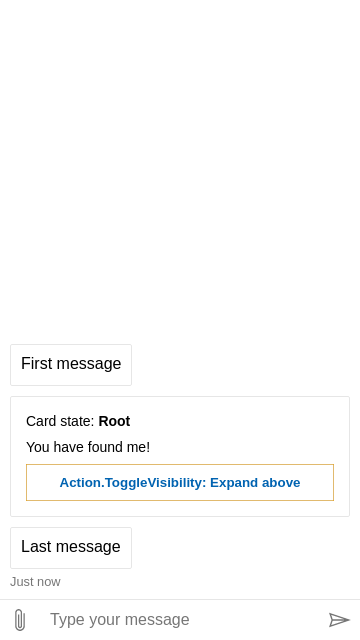 First message
Card state: Root
You have found me!
Action.ToggleVisibility: Expand above
Last message
Just now
Type your message